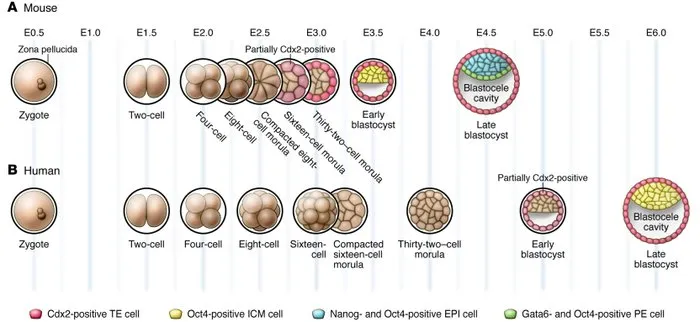 A Mouse
E0.5 E1.0 E1.5 E2.0 E2.5 E3.0 E3.5 E4.0 E4.5 E5.0 E5.5 E6.0
Zona pellucida
Partially Cdx2-positive
Zygote
Two-cell
Four-cell
Eight-cell
Compacted eight-
cell morula
Sixteen-cell morula
Thirty-two–cell morula
Early
blastocyst
Blastocele
cavity
Late
blastocyst
B Human
Partially Cdx2-positive
Zygote
Two-cell
Four-cell
Eight-cell
Sixteen-
cell
Compacted
sixteen-cell
morula
Thirty-two–cell
morula
Early
blastocyst
Blastocele
cavity
Late
blastocyst
Cdx2-positive TE cell
Oct4-positive ICM cell
Nanog- and Oct4-positive EPI cell
Gata6- and Oct4-positive PE cell